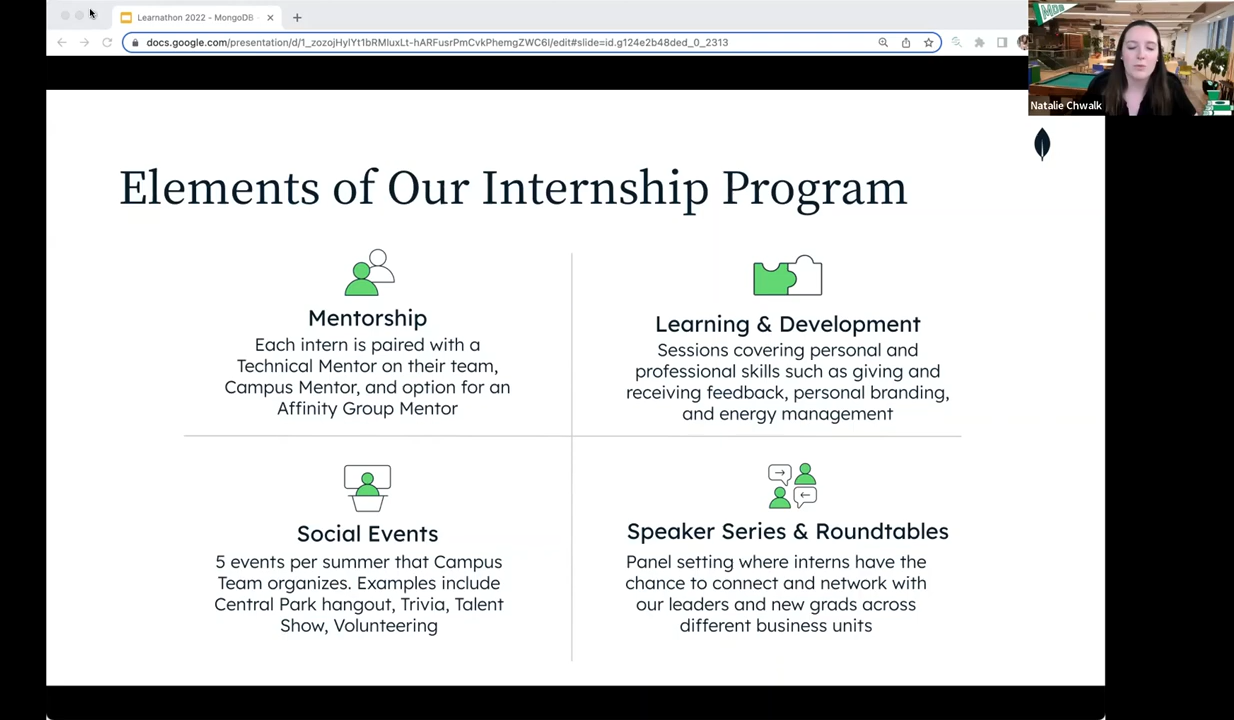 Learnathon 2022 - MongoDB
docs.google.com/presentation/d/1_zozojHylYt1bRMluxLt-hARFusrPmCvkPhemgZWC6I/edit#slide=id.g124e2b48ded_0_2313
MDB
Natalie Chwalk
Elements of Our Internship Program
Mentorship
Each intern is paired with a
Technical Mentor on their team,
Campus Mentor, and option for an
Affinity Group Mentor
Learning & Development
Sessions covering personal and
professional skills such as giving and
receiving feedback, personal branding,
and energy management
Social Events
5 events per summer that Campus
Team organizes. Examples include
Central Park hangout, Trivia, Talent
Show, Volunteering
Speaker Series & Roundtables
Panel setting where interns have the
chance to connect and network with
our leaders and new grads across
different business units